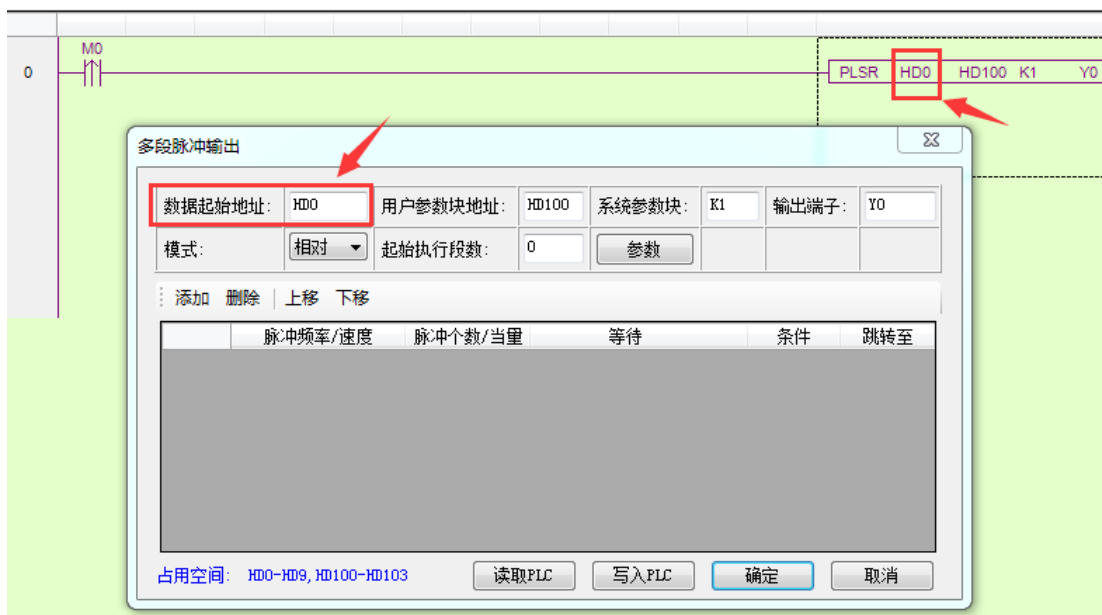 M0
0 PLSR HD0 HD100 K1 Y0
多段脉冲输出
数据起始地址: HD0 用户参数块地址: HD100 系统参数块: K1 输出端子: Y0
模式: 相对 起始执行段数: 0 参数
添加 删除 上移 下移
脉冲频率/速度 脉冲个数/当量 等待 条件 跳转至
占用空间: HD0-HD9, HD100-HD103 读取PLC 写入PLC 确定 取消